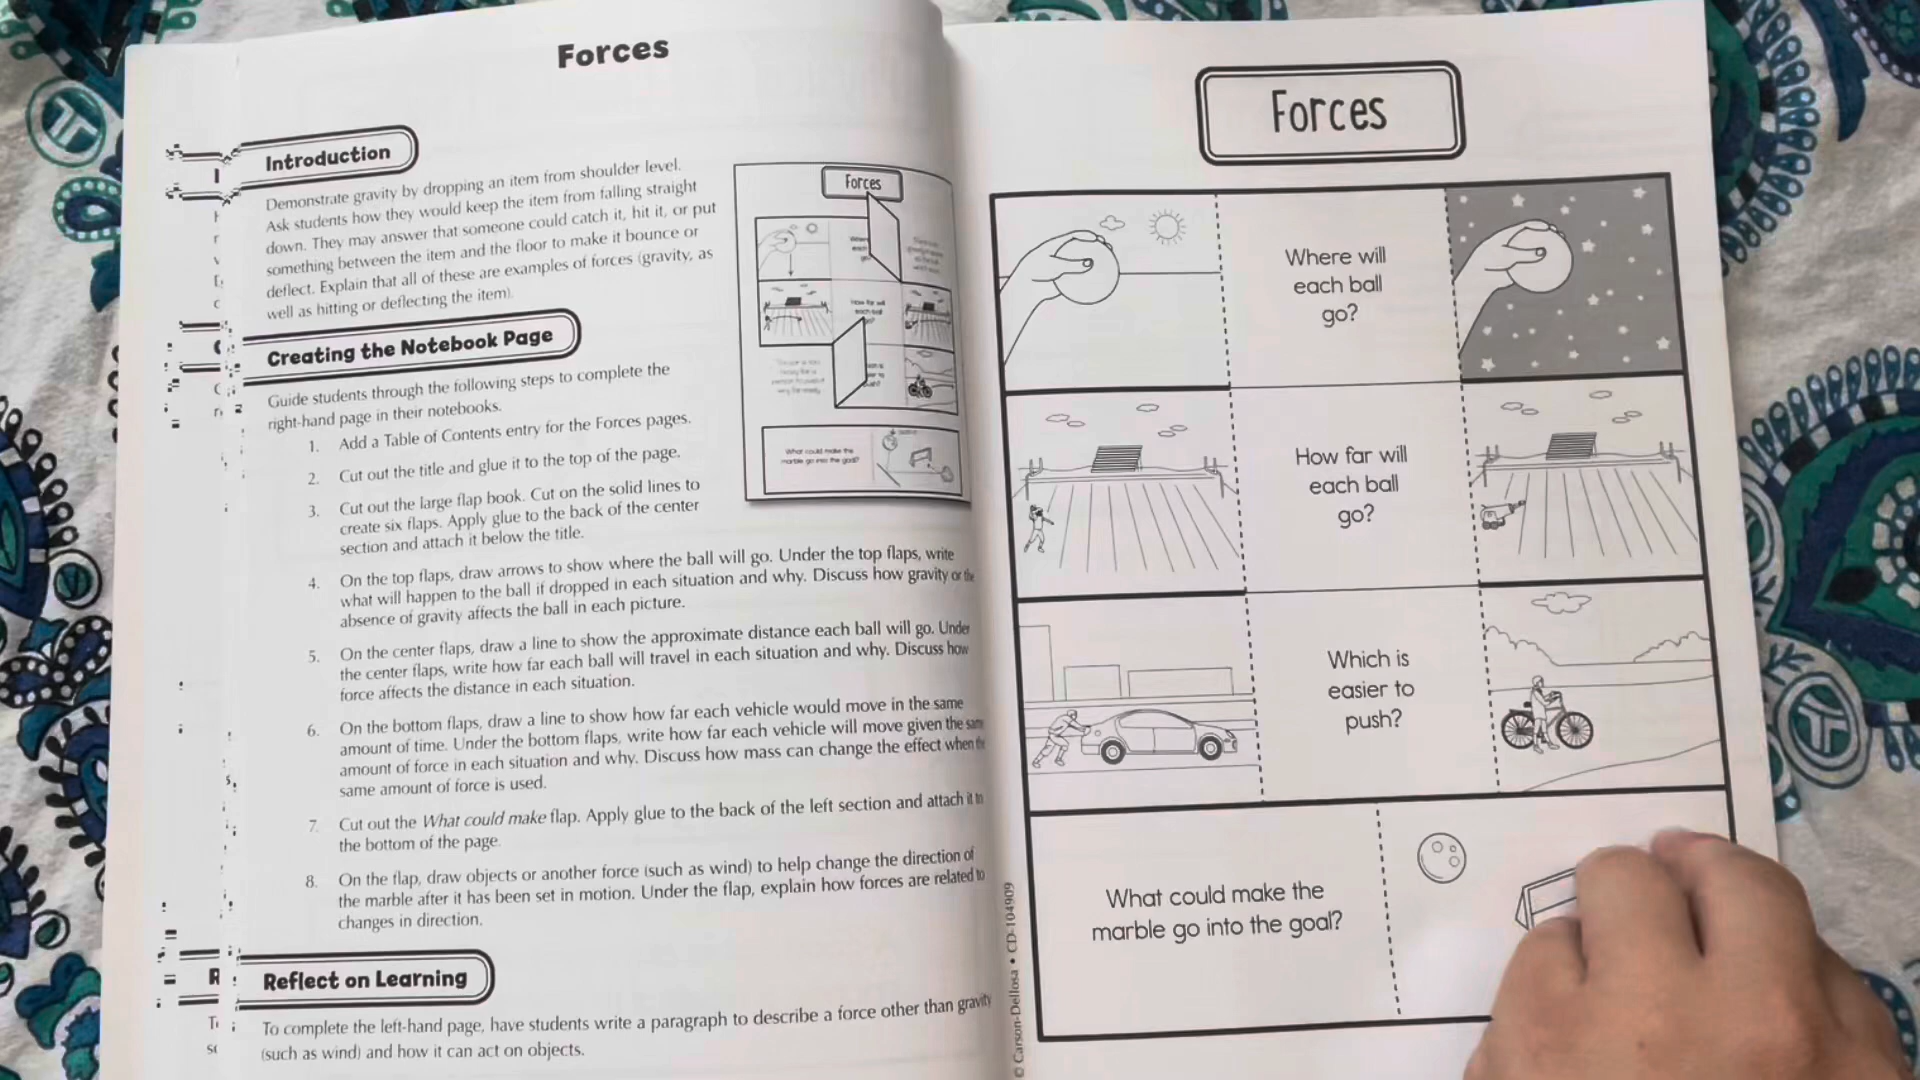 Forces
Introduction
Demonstrate gravity by dropping an item from shoulder level.
Ask students how they would keep the item from falling straight
down. They may answer that someone could catch it, hit it, or put
something between the item and the floor to make it bounce or
deflect. Explain that all of these are examples of forces (gravity, as
well as hitting or deflecting the item).
Creating the Notebook Page
Guide students through the following steps to complete the
right-hand page in their notebooks.
1. Add a Table of Contents entry for the Forces pages.
2. Cut out the title and glue it to the top of the page.
3. Cut out the large flap book. Cut on the solid lines to
create six flaps. Apply glue to the back of the center
section and attach it below the title.
4. On the top flaps, draw arrows to show where the ball will go. Under the top flaps, write
what will happen to the ball if dropped in each situation and why. Discuss how gravity or the
absence of gravity affects the ball in each picture.
5. On the center flaps, draw a line to show the approximate distance each ball will go. Under
the center flaps, write how far each ball will travel in each situation and why. Discuss how
force affects the distance in each situation.
6. On the bottom flaps, draw a line to show how far each vehicle would move in the same
amount of time. Under the bottom flaps, write how far each vehicle will move given the same
amount of force in each situation and why. Discuss how mass can change the effect when the
same amount of force is used.
7. Cut out the What could make flap. Apply glue to the back of the left section and attach it to
the bottom of the page.
8. On the flap, draw objects or another force (such as wind) to help change the direction of
the marble after it has been set in motion. Under the flap, explain how forces are related to
changes in direction.
Reflect on Learning
To complete the left-hand page, have students write a paragraph to describe a force other than gravity
(such as wind) and how it can act on objects.
Forces
What could make the
marble go into the goal?
© Carson-Dellosa • CD-104909
Forces
Where will
each ball
go?
How far will
each ball
go?
Which is
easier to
push?
What could make the
marble go into the goal?